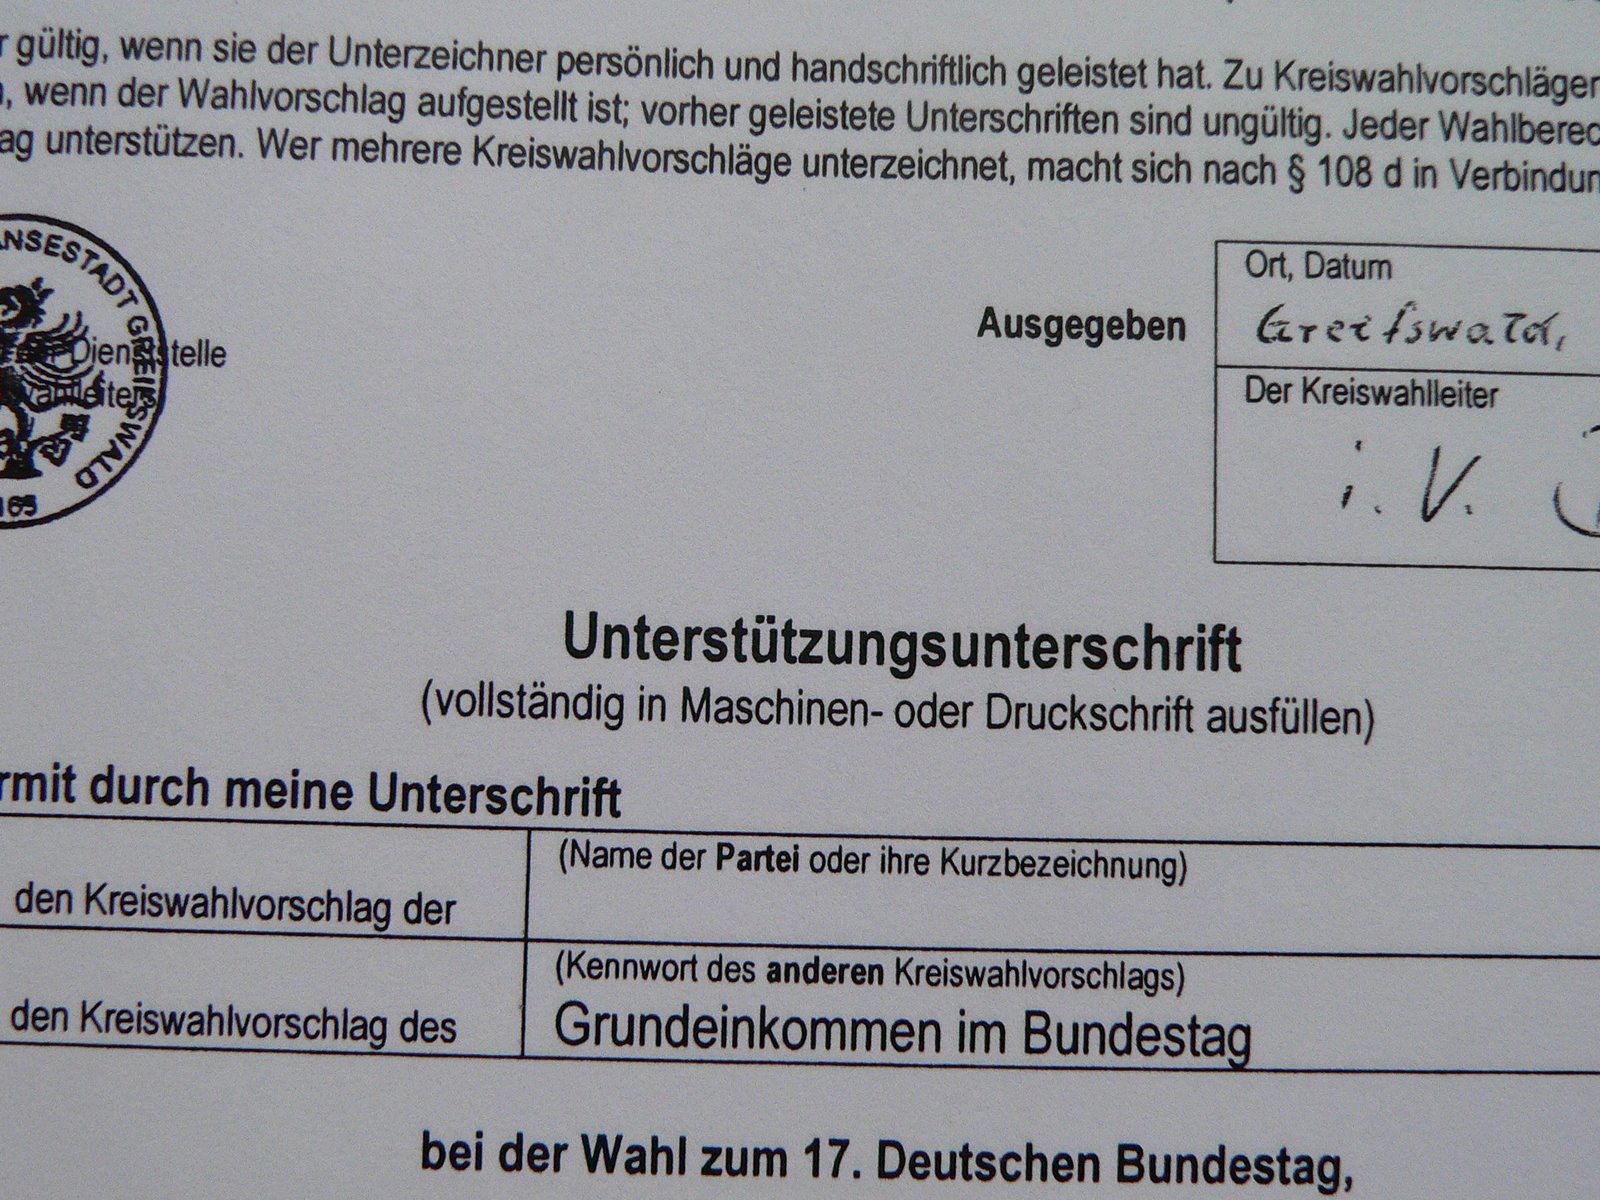 gültig, wenn sie der Unterzeichner persönlich und handschriftlich geleistet hat. Zu Kreiswahlvorschlägen
, wenn der Wahlvorschlag aufgestellt ist; vorher geleistete Unterschriften sind ungültig. Jeder Wahlberec
ag unterstützen. Wer mehrere Kreiswahlvorschläge unterzeichnet, macht sich nach § 108 d in Verbindun
ANSESTADT GREIFSWALD
165
Dienststelle
wahlleiters
Ausgegeben
Ort, Datum
Greifswald,
Der Kreiswahlleiter
i. V.
Unterstützungsunterschrift
(vollständig in Maschinen- oder Druckschrift ausfüllen)
rmit durch meine Unterschrift
den Kreiswahlvorschlag der
(Name der Partei oder ihre Kurzbezeichnung)
den Kreiswahlvorschlag des
(Kennwort des anderen Kreiswahlvorschlags)
Grundeinkommen im Bundestag
bei der Wahl zum 17. Deutschen Bundestag,